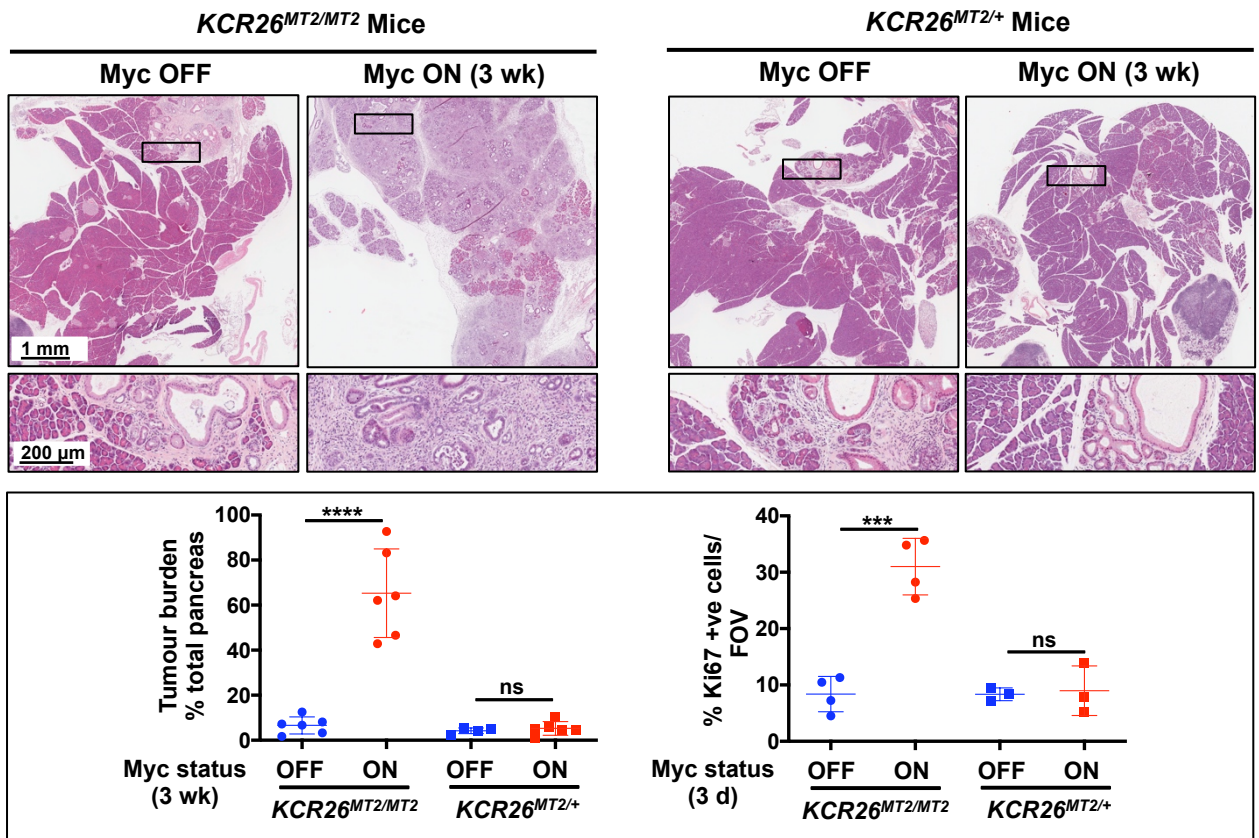 KCR26MT2/MT2 Mice
KCR26MT2/+ Mice
Myc OFF
Myc ON (3 wk)
Myc OFF
Myc ON (3 wk)
1 mm
200 µm
Tumour burden
% total pancreas
100
80
60
40
20
0
****
ns
Myc status
(3 wk)
OFF
ON
OFF
ON
KCR26MT2/MT2
KCR26MT2/+
% Ki67 +ve cells/
FOV
40
30
20
10
0
***
ns
Myc status
(3 d)
OFF
ON
OFF
ON
KCR26MT2/MT2
KCR26MT2/+